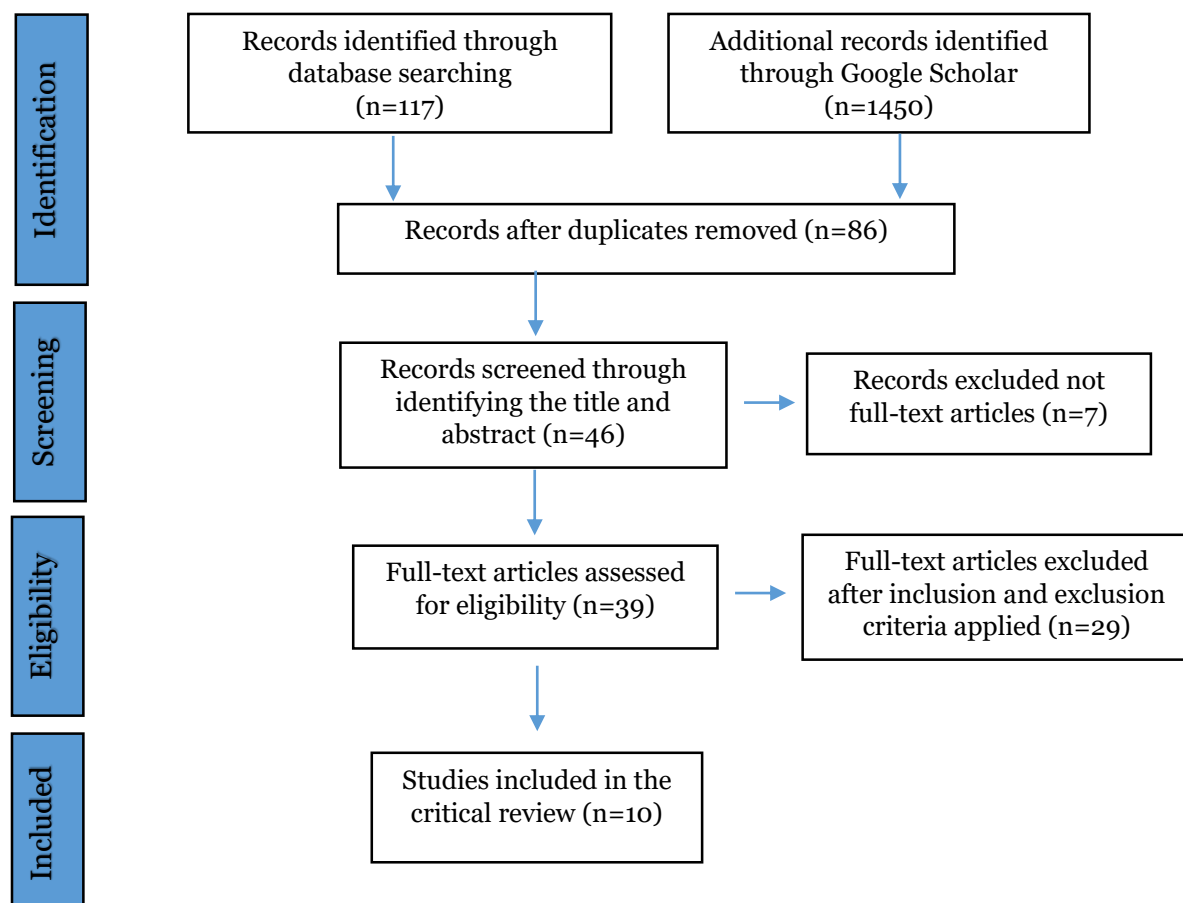 Identification
Records identified through
database searching
(n=117)
Additional records identified
through Google Scholar
(n=1450)
Records after duplicates removed (n=86)
Screening
Records screened through
identifying the title and
abstract (n=46)
Records excluded not
full-text articles (n=7)
Eligibility
Full-text articles assessed
for eligibility (n=39)
Full-text articles excluded
after inclusion and exclusion
criteria applied (n=29)
Included
Studies included in the
critical review (n=10)